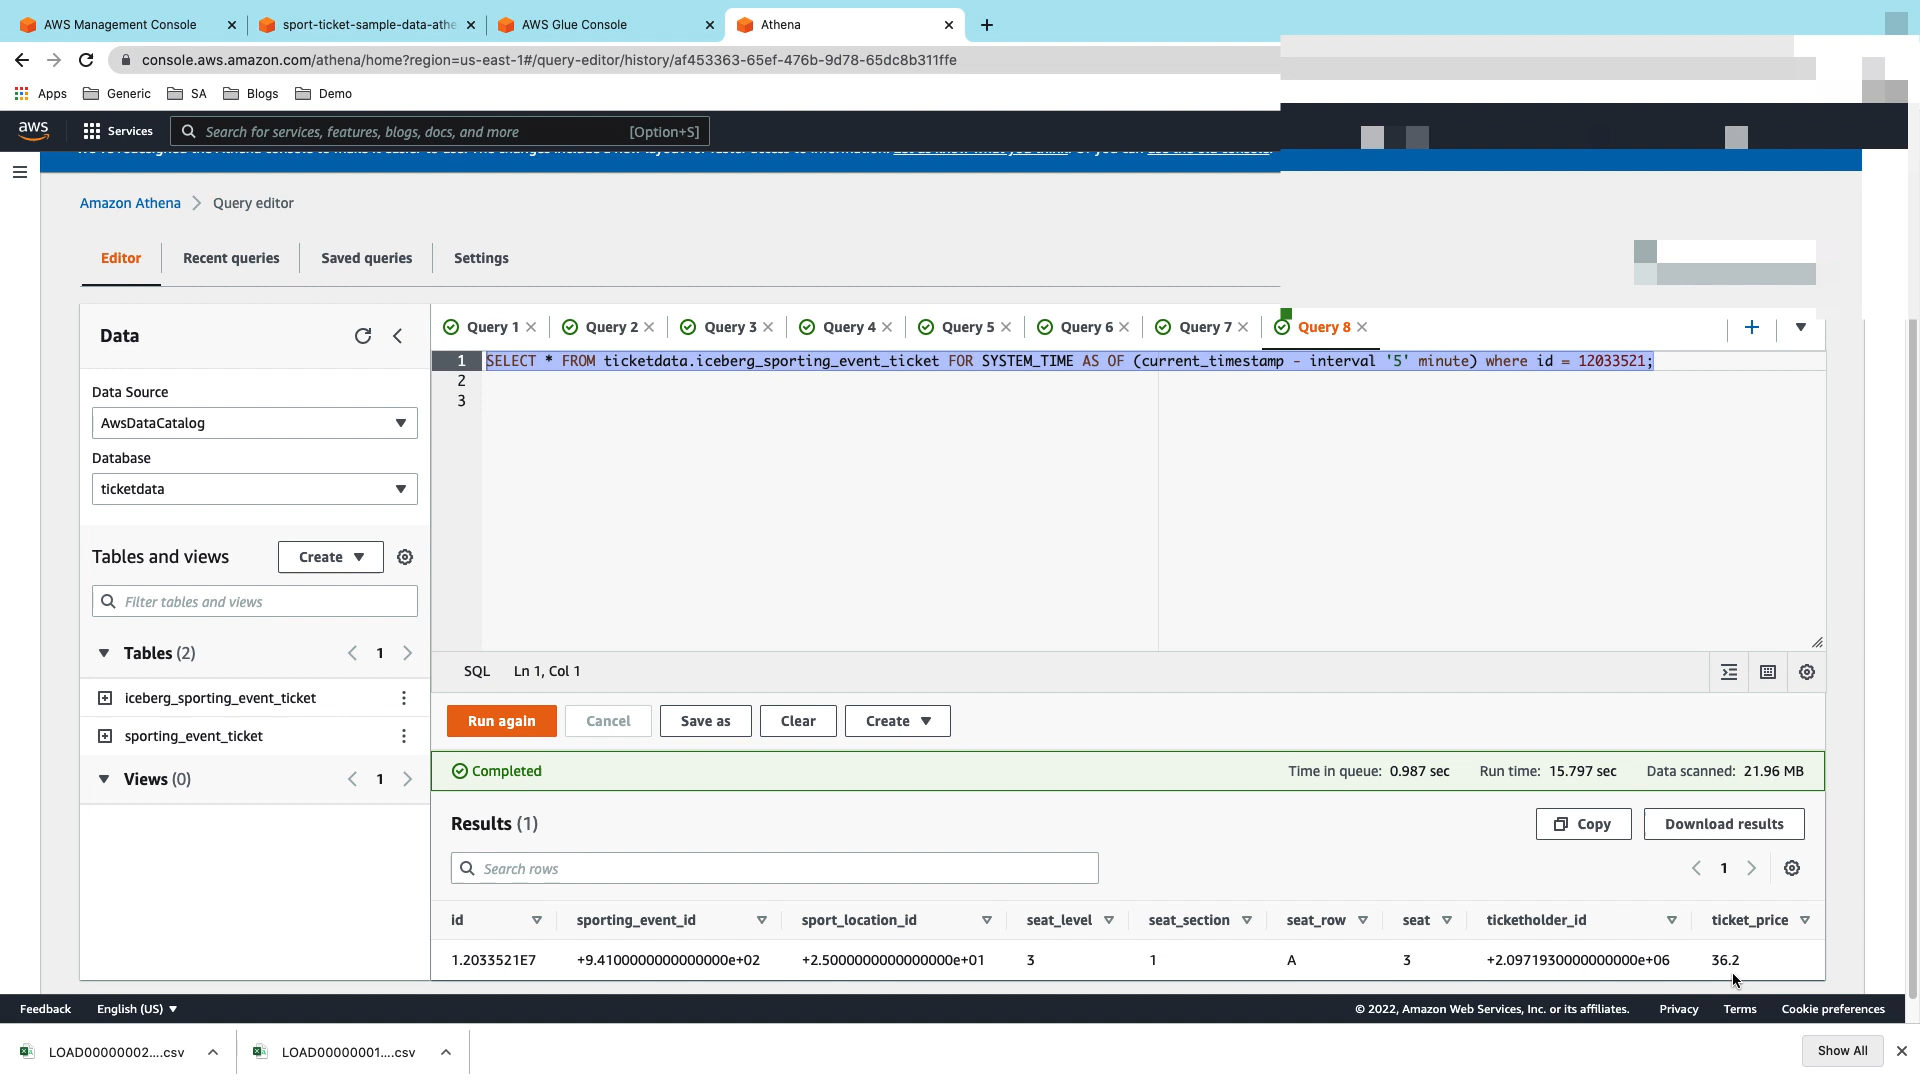 AWS Management Console
sport-ticket-sample-data-athe
AWS Glue Console
Athena
console.aws.amazon.com/athena/home?region=us-east-1#/query-editor/history/af453363-65ef-476b-9d78-65dc8b311ffe
Apps Generic SA Blogs Demo
aws Services Search for services, features, blogs, docs, and more [Option+S]
Amazon Athena Query editor
Editor Recent queries Saved queries Settings
Data
Query 1 Query 2 Query 3 Query 4 Query 5 Query 6 Query 7 Query 8
1 SELECT * FROM ticketdata.iceberg_sporting_event_ticket FOR SYSTEM_TIME AS OF (current_timestamp - interval '5' minute) where id = 12033521;
2
3
Data Source
AwsDataCatalog
Database
ticketdata
Tables and views Create
Filter tables and views
Tables (2) 1
iceberg_sporting_event_ticket
sporting_event_ticket
Views (0) 1
SQL Ln 1, Col 1
Run again Cancel Save as Clear Create
Completed Time in queue: 0.987 sec Run time: 15.797 sec Data scanned: 21.96 MB
Results (1) Copy Download results
Search rows 1
id sporting_event_id sport_location_id seat_level seat_section seat_row seat ticketholder_id ticket_price
1.2033521E7 +9.4100000000000000e+02 +2.5000000000000000e+01 3 1 A 3 +2.0971930000000000e+06 36.2
Feedback English (US) © 2022, Amazon Web Services, Inc. or its affiliates. Privacy Terms Cookie preferences
LOAD00000002....csv LOAD00000001....csv Show All